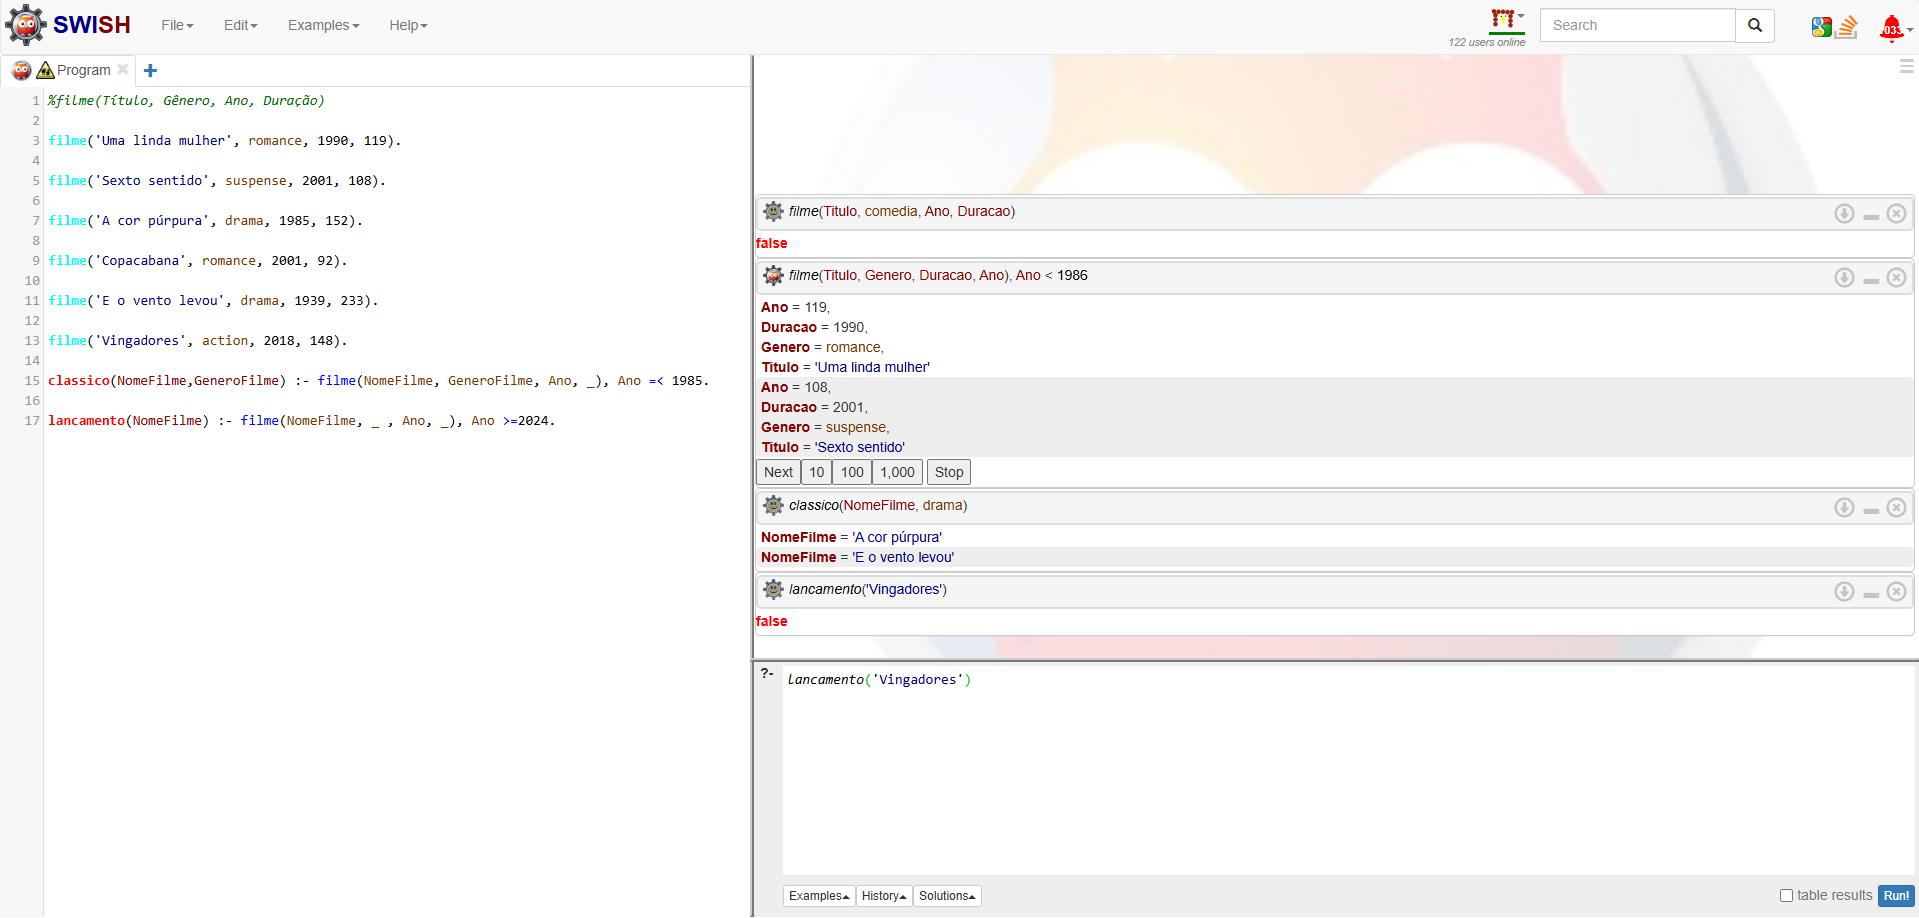 SWISH File Edit Examples Help 122 users online Search 033
Program
1 %filme(Título, Gênero, Ano, Duração)
2
3 filme('Uma linda mulher', romance, 1990, 119).
4
5 filme('Sexto sentido', suspense, 2001, 108).
6
7 filme('A cor púrpura', drama, 1985, 152).
8
9 filme('Copacabana', romance, 2001, 92).
10
11 filme('E o vento levou', drama, 1939, 233).
12
13 filme('Vingadores', action, 2018, 148).
14
15 classico(NomeFilme,GeneroFilme) :- filme(NomeFilme, GeneroFilme, Ano, _), Ano =< 1985.
16
17 lancamento(NomeFilme) :- filme(NomeFilme, _ , Ano, _), Ano >=2024.
filme(Titulo, comedia, Ano, Duracao)
false
filme(Titulo, Genero, Duracao, Ano), Ano < 1986
Ano = 119,
Duracao = 1990,
Genero = romance,
Titulo = 'Uma linda mulher'
Ano = 108,
Duracao = 2001,
Genero = suspense,
Titulo = 'Sexto sentido'
Next 10 100 1,000 Stop
classico(NomeFilme, drama)
NomeFilme = 'A cor púrpura'
NomeFilme = 'E o vento levou'
lancamento('Vingadores')
false
?- lancamento('Vingadores')
Examples History Solutions table results Run!